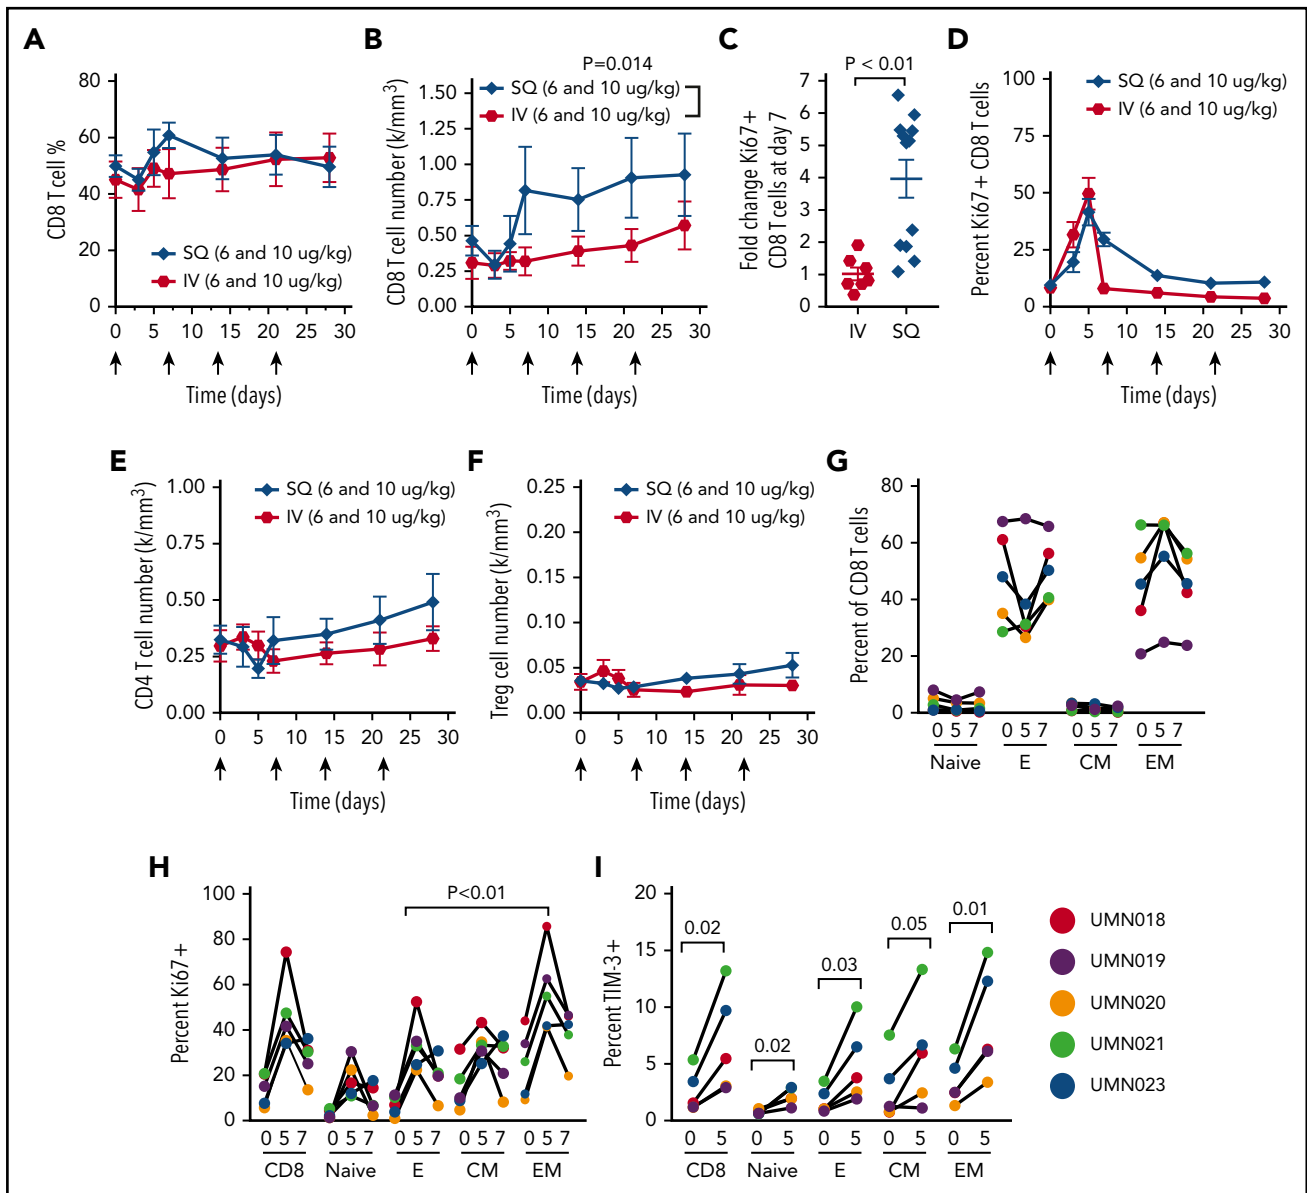 A
CD8 T cell %
80
60
40
20
0
SQ (6 and 10 ug/kg)
IV (6 and 10 ug/kg)
0 5 10 15 20 25 30
Time (days)
B
P=0.014
CD8 T cell number (k/mm3)
1.50
1.25
1.00
0.75
0.50
0.25
0.00
SQ (6 and 10 ug/kg)
IV (6 and 10 ug/kg)
0 5 10 15 20 25 30
Time (days)
C
P < 0.01
Fold change Ki67+
CD8 T cells at day 7
7
6
5
4
3
2
1
0
IV SQ
D
Percent Ki67+ CD8 T cells
100
75
50
25
0
SQ (6 and 10 ug/kg)
IV (6 and 10 ug/kg)
0 5 10 15 20 25 30
Time (days)
E
CD4 T cell number (k/mm3)
1.00
0.75
0.50
0.25
0.00
SQ (6 and 10 ug/kg)
IV (6 and 10 ug/kg)
0 5 10 15 20 25 30
Time (days)
F
Treg cell number (k/mm3)
0.25
0.20
0.15
0.10
0.05
0.00
SQ (6 and 10 ug/kg)
IV (6 and 10 ug/kg)
0 5 10 15 20 25 30
Time (days)
G
Percent of CD8 T cells
80
60
40
20
0
0 5 7 0 5 7 0 5 7 0 5 7
Naive E CM EM
H
Percent Ki67+
100
80
60
40
20
0
P<0.01
0 5 7 0 5 7 0 5 7 0 5 7 0 5 7
CD8 Naive E CM EM
I
Percent TIM-3+
20
15
10
5
0
0.02
0.02
0.03
0.05
0.01
0 5 0 5 0 5 0 5 0 5
CD8 Naive E CM EM
UMN018
UMN019
UMN020
UMN021
UMN023